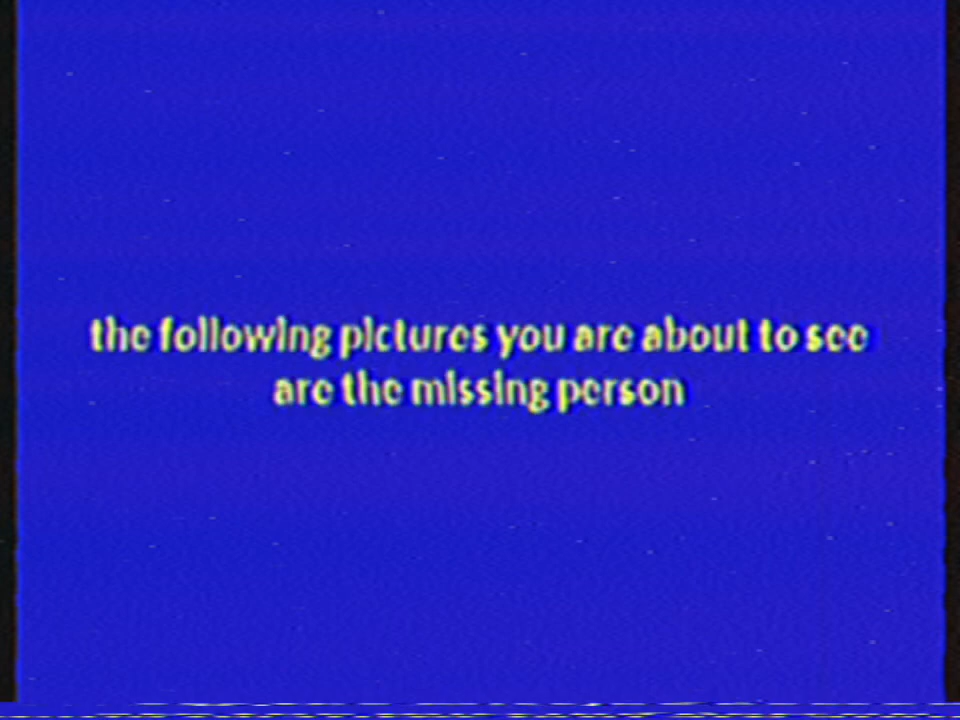 the following pictures you are about to see
are the missing person